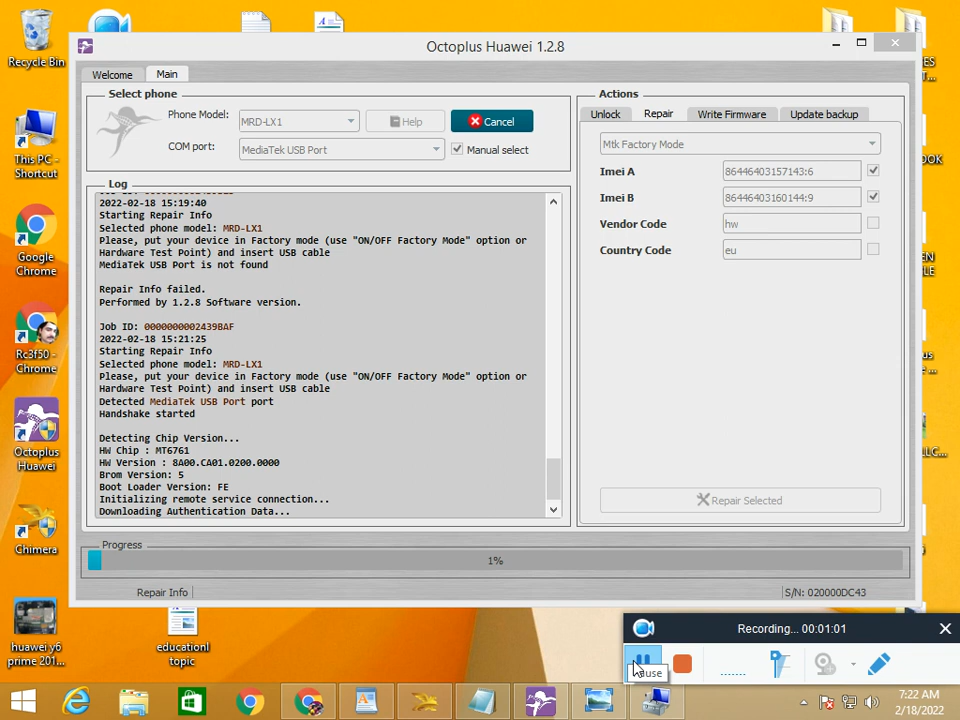 Recycle Bin
This PC -
Shortcut
Google
Chrome
Rc3f50 -
Chrome
Octoplus
Huawei
Chimera
huawei y6
prime 201...
educationl
topic
Octoplus Huawei 1.2.8
Welcome
Main
Select phone
Phone Model:
MRD-LX1
Help
Cancel
COM port:
MediaTek USB Port
Manual select
Log
2022-02-18 15:19:40
Starting Repair Info
Selected phone model: MRD-LX1
Please, put your device in Factory mode (use "ON/OFF Factory Mode" option or
Hardware Test Point) and insert USB cable
MediaTek USB Port is not found
Repair Info failed.
Performed by 1.2.8 Software version.
Job ID: 0000000002439BAF
2022-02-18 15:21:25
Starting Repair Info
Selected phone model: MRD-LX1
Please, put your device in Factory mode (use "ON/OFF Factory Mode" option or
Hardware Test Point) and insert USB cable
Detected MediaTek USB Port port
Handshake started
Detecting Chip Version...
HW Chip : MT6761
HW Version : 8A00.CA01.0200.0000
Brom Version: 5
Boot Loader Version: FE
Initializing remote service connection...
Downloading Authentication Data...
Actions
Unlock
Repair
Write Firmware
Update backup
Mtk Factory Mode
Imei A
86446403157143:6
Imei B
86446403160144:9
Vendor Code
hw
Country Code
eu
Repair Selected
Progress
1%
Repair Info
S/N: 020000DC43
Recording... 00:01:01
use
7:22 AM
2/18/2022